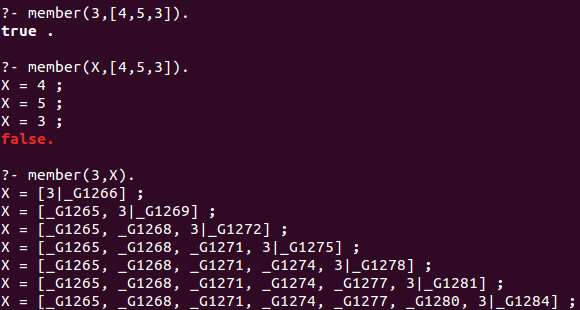 ?- member(3,[4,5,3]).
true .
?- member(X,[4,5,3]).
X = 4 ;
X = 5 ;
X = 3 ;
false.
?- member(3,X).
X = [3|_G1266] ;
X = [_G1265, 3|_G1269] ;
X = [_G1265, _G1268, 3|_G1272] ;
X = [_G1265, _G1268, _G1271, 3|_G1275] ;
X = [_G1265, _G1268, _G1271, _G1274, 3|_G1278] ;
X = [_G1265, _G1268, _G1271, _G1274, _G1277, 3|_G1281] ;
X = [_G1265, _G1268, _G1271, _G1274, _G1277, _G1280, 3|_G1284] ;